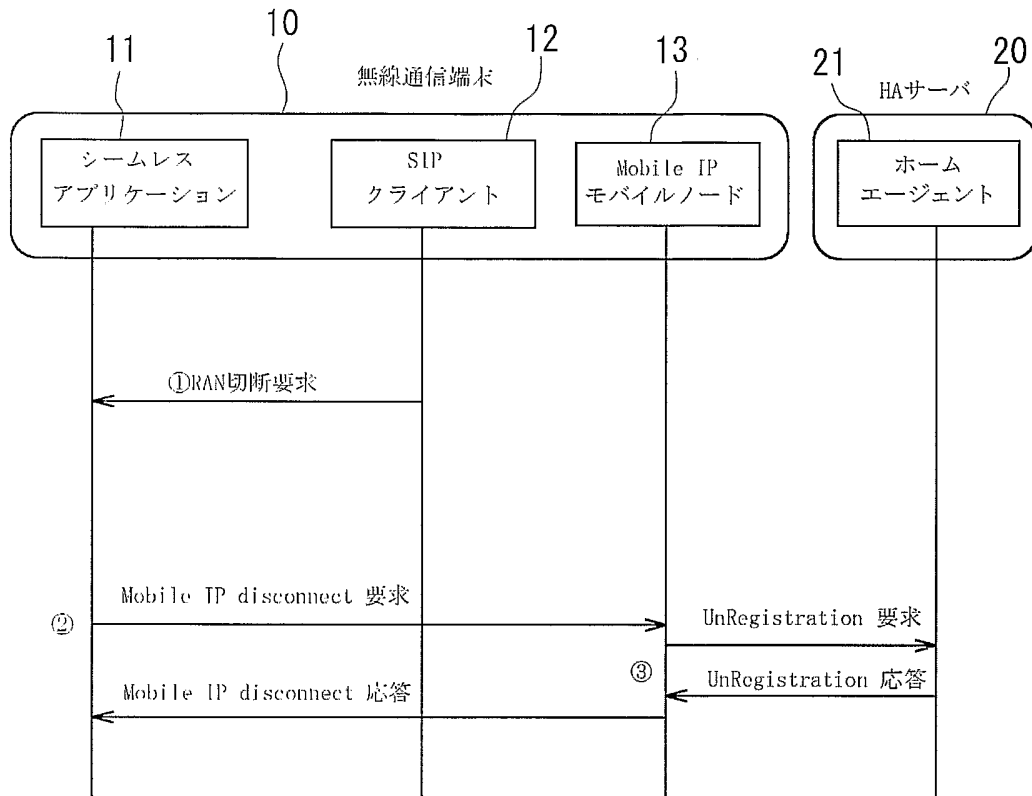 10
11
無線通信端末
12
13
21
HAサーバ
20
シームレス
アプリケーション
SIP
クライアント
Mobile IP
モバイルノード
ホーム
エージェント
①RAN切断要求
Mobile IP disconnect 要求
②
UnRegistration 要求
③
UnRegistration 応答
Mobile IP disconnect 応答